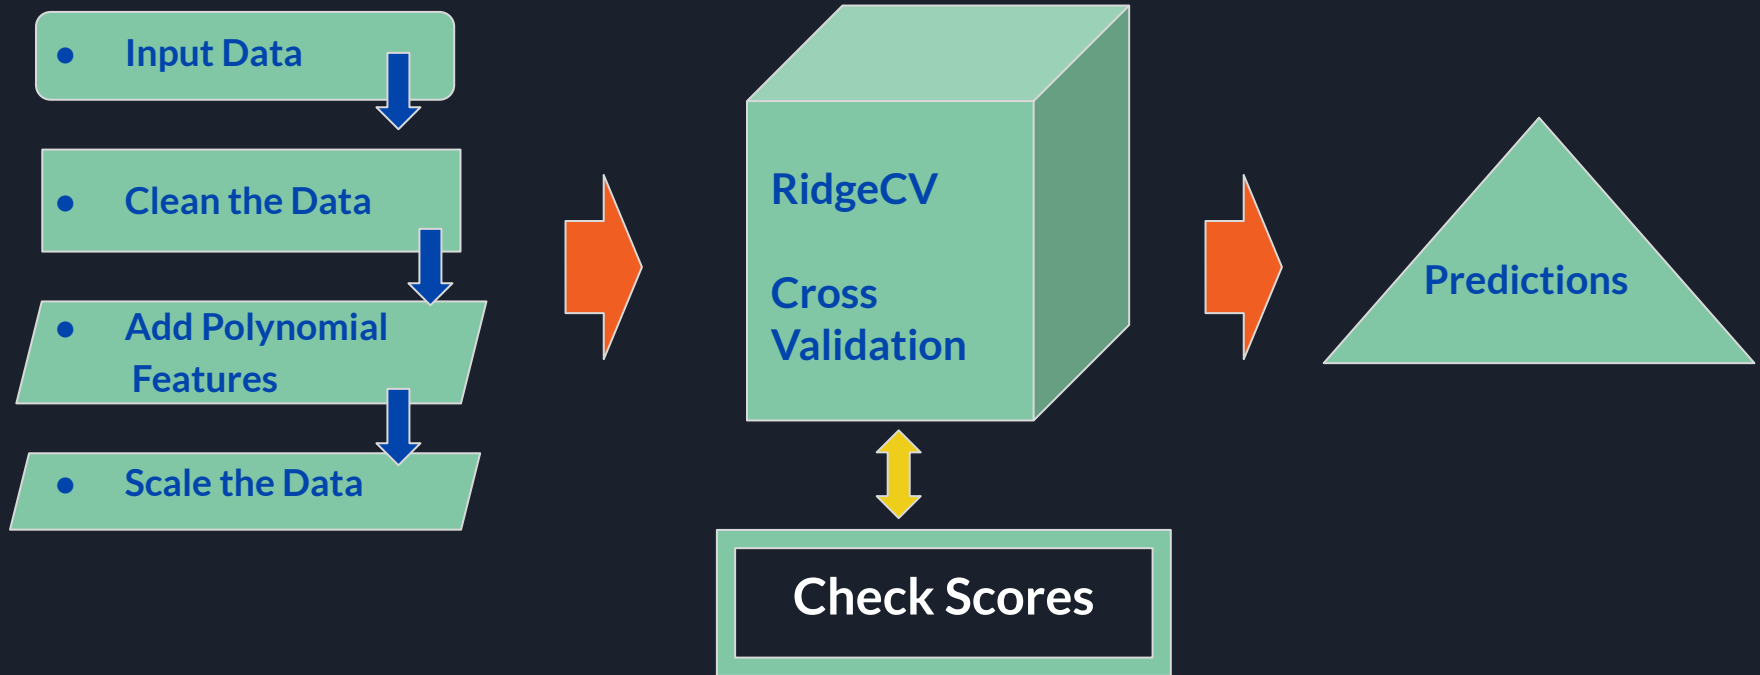 ● Input Data
● Clean the Data
● Add Polynomial
Features
● Scale the Data
RidgeCV
Cross
Validation
Check Scores
Predictions